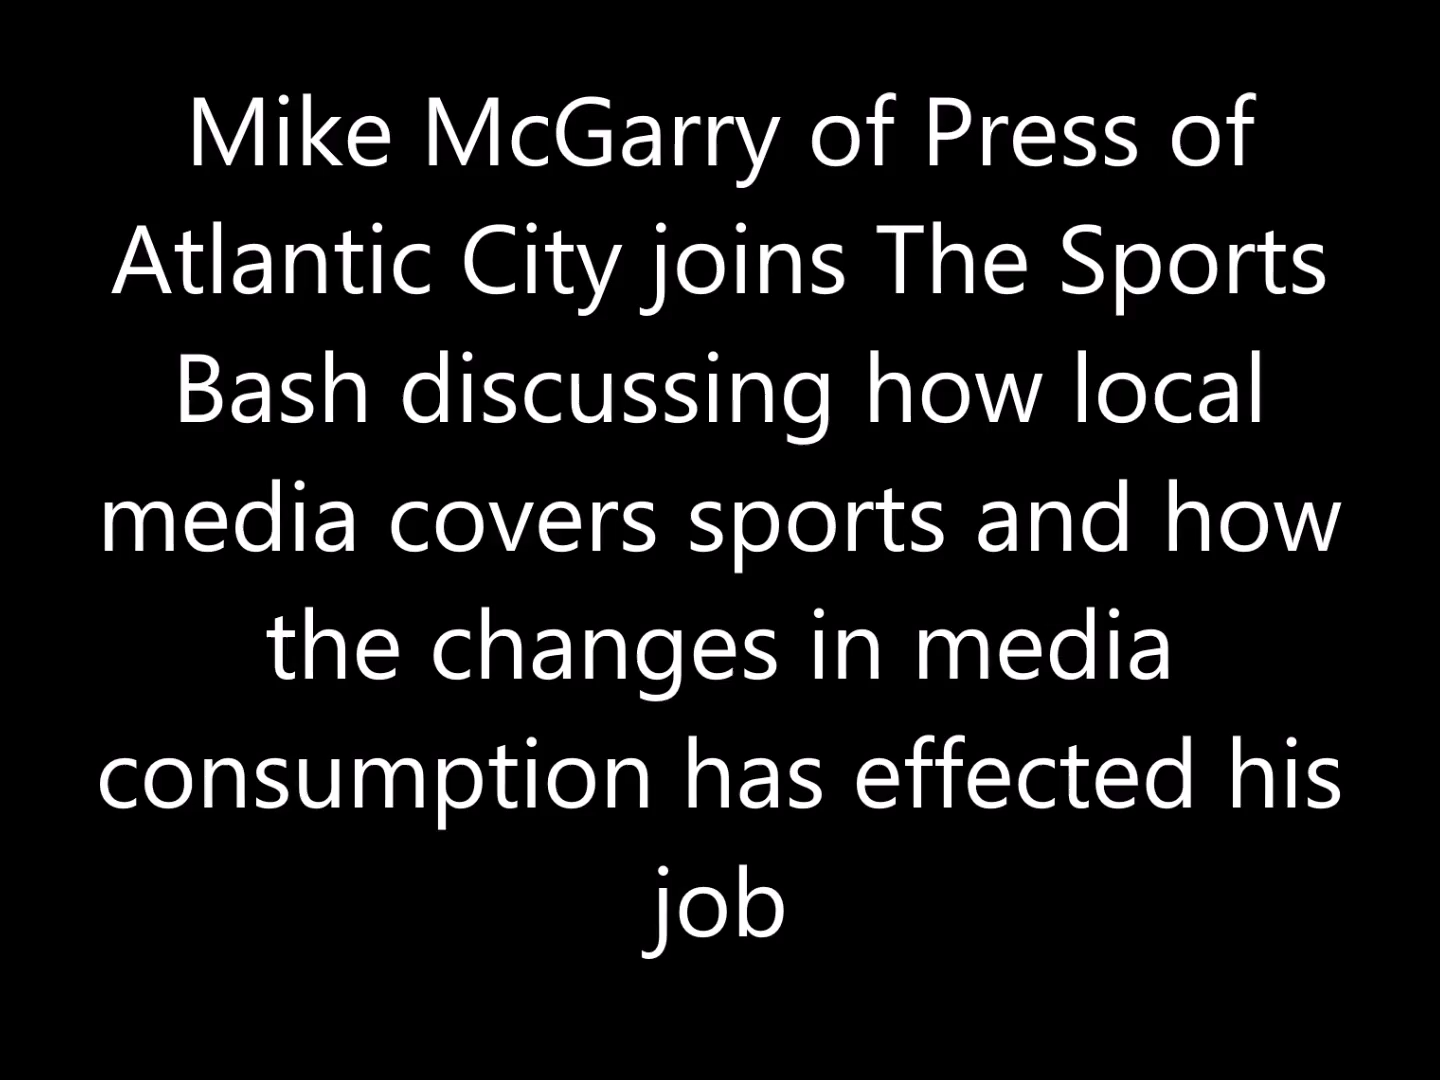 Mike McGarry of Press of
Atlantic City joins The Sports
Bash discussing how local
media covers sports and how
the changes in media
consumption has effected his
job